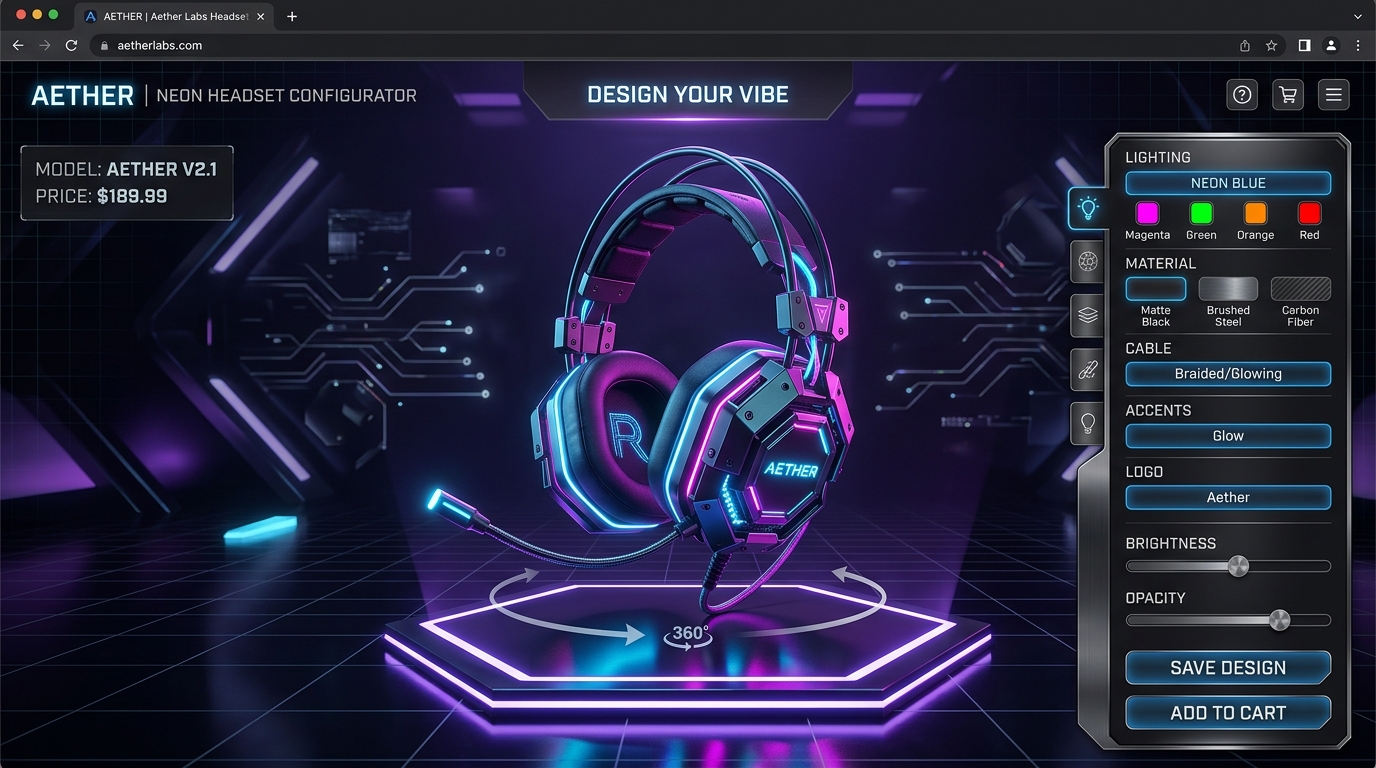 AETHER | Aether Labs Headset
aetherlabs.com
AETHER | NEON HEADSET CONFIGURATOR
DESIGN YOUR VIBE
MODEL: AETHER V2.1
PRICE: $189.99
R
AETHER
360°
LIGHTING
NEON BLUE
Magenta Green Orange Red
MATERIAL
Matte Black
Brushed Steel
Carbon Fiber
CABLE
Braided/Glowing
ACCENTS
Glow
LOGO
Aether
BRIGHTNESS
OPACITY
SAVE DESIGN
ADD TO CART